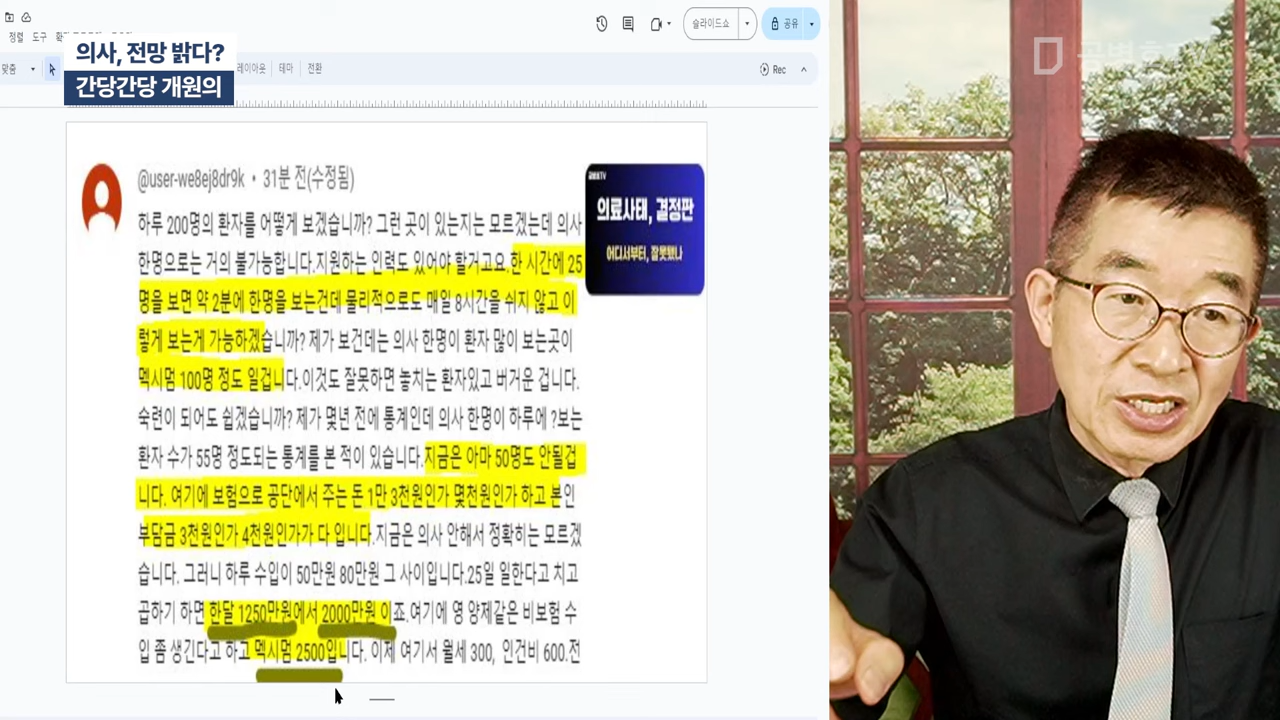 정렬 도구
슬라이드쇼
공유
의사, 전망 밝다?
간당간당 개원의
맞춤
레이아웃
테마
전환
Rec
@user-we8ej8dr9k • 31분 전(수정됨)
하루 200명의 환자를 어떻게 보겠습니까? 그런 곳이 있는지는 모르겠는데 의사
한명으로는 거의 불가능합니다.지원하는 인력도 있어야 할거고요.한 시간에 25
명을 보면 약 2분에 한명을 보는건데 물리적으로도 매일 8시간을 쉬지 않고 이
렇게 보는게 가능하겠습니까? 제가 보건데는 의사 한명이 환자 많이 보는곳이
멕시멈 100명 정도 일겁니다.이것도 잘못하면 놓치는 환자있고 버거운 겁니다.
숙련이 되어도 쉽겠습니까? 제가 몇년 전에 통계인데 의사 한명이 하루에 ?보는
환자 수가 55명 정도되는 통계를 본 적이 있습니다.지금은 아마 50명도 안될겁
니다. 여기에 보험으로 공단에서 주는 돈 1만 3천원인가 몇천원인가 하고 본인
부담금 3천원인가 4천원인가가 다 입니다.지금은 의사 안해서 정확히는 모르겠
습니다. 그러니 하루 수입이 50만원 80만원 그 사이입니다.25일 일한다고 치고
곱하기 하면 한달 1250만원에서 2000만원 이죠.여기에 영 양제같은 비보험 수
입 좀 생긴다고 하고 멕시멈 2500입니다. 이제 여기서 월세 300, 인건비 600.전
의료사태, 결정판
어디서부터, 잘못됐나